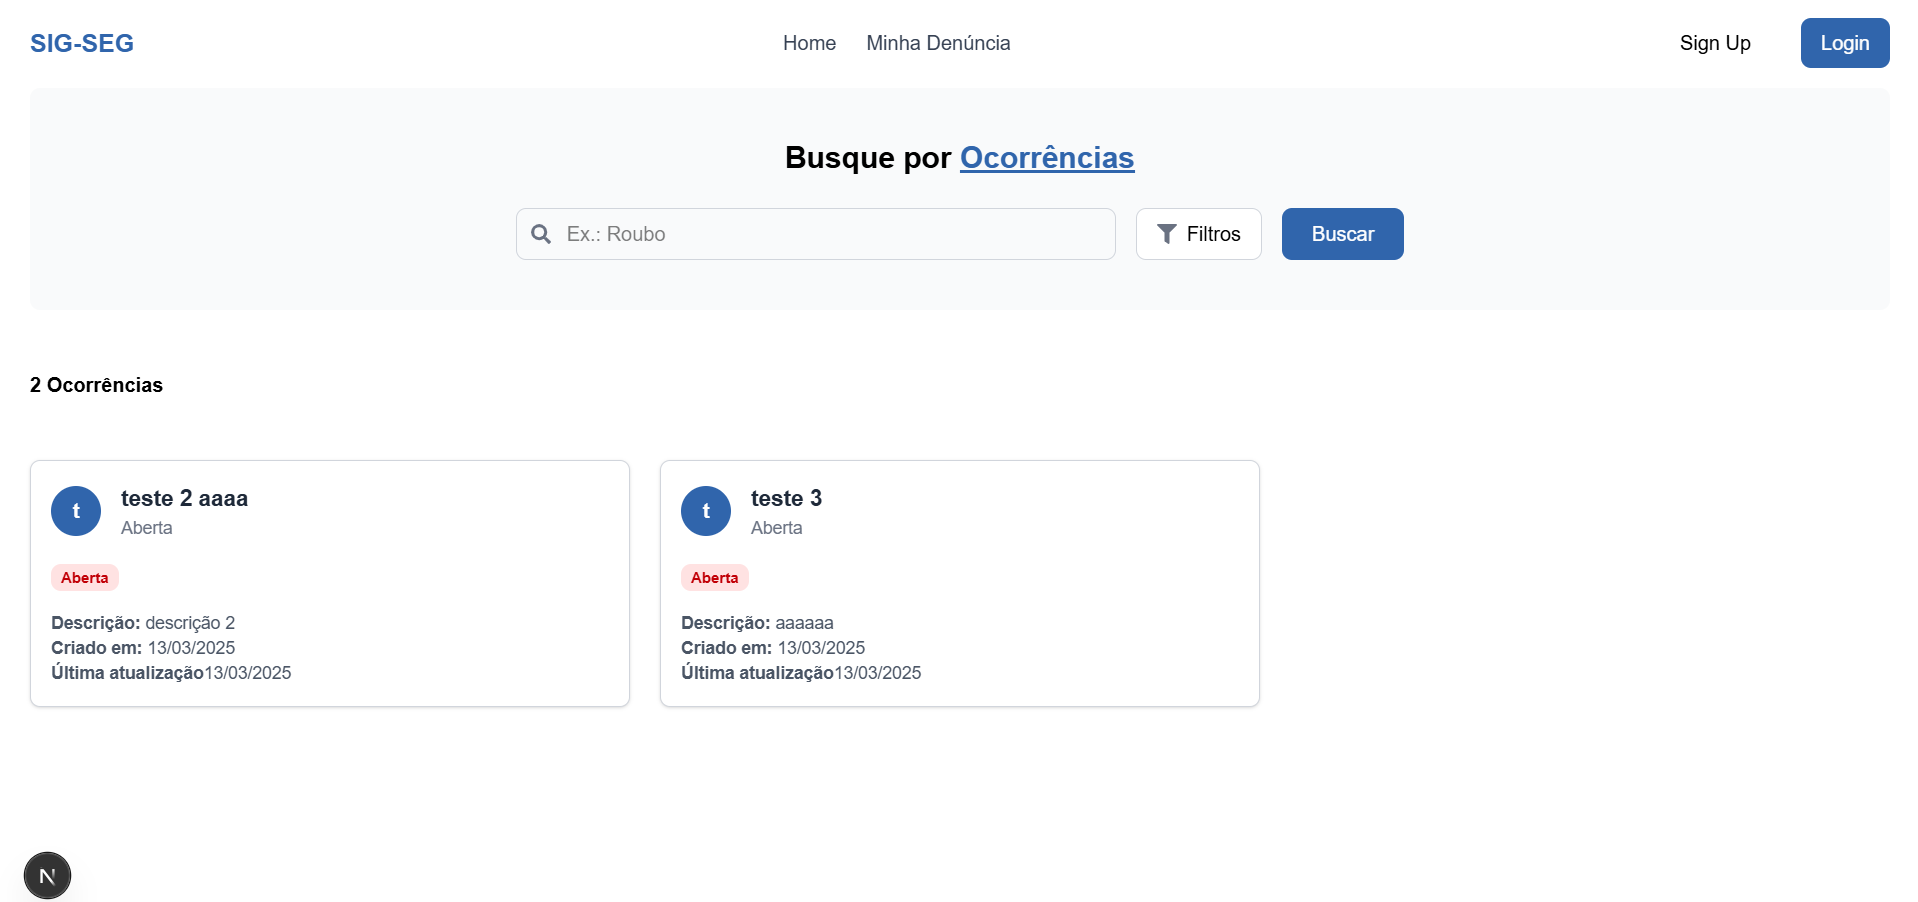 SIG-SEG
Home Minha Denúncia
Sign Up
Login
Busque por Ocorrências
Ex.: Roubo
Filtros
Buscar
2 Ocorrências
t
teste 2 aaaa
Aberta
Aberta
Descrição: descrição 2
Criado em: 13/03/2025
Última atualização13/03/2025
t
teste 3
Aberta
Aberta
Descrição: aaaaaa
Criado em: 13/03/2025
Última atualização13/03/2025
N